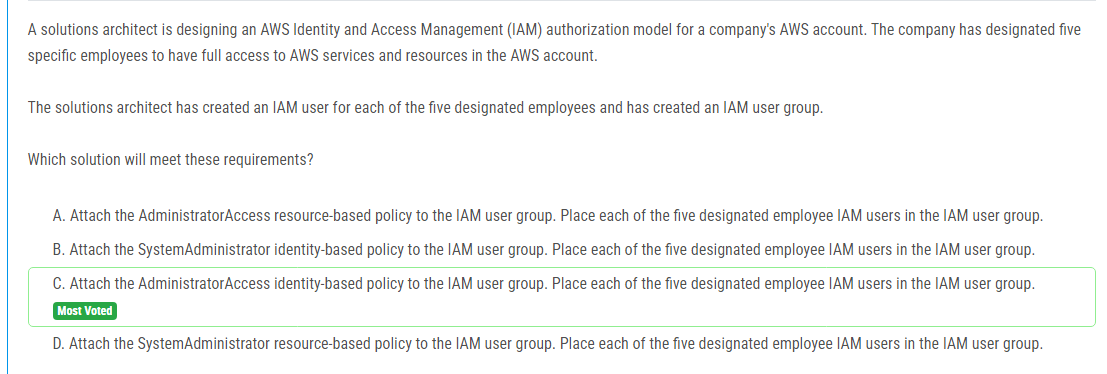 A solutions architect is designing an AWS Identity and Access Management (IAM) authorization model for a company's AWS account. The company has designated five
specific employees to have full access to AWS services and resources in the AWS account.
The solutions architect has created an IAM user for each of the five designated employees and has created an IAM user group.
Which solution will meet these requirements?
A. Attach the AdministratorAccess resource-based policy to the IAM user group. Place each of the five designated employee IAM users in the IAM user group.
B. Attach the SystemAdministrator identity-based policy to the IAM user group. Place each of the five designated employee IAM users in the IAM user group.
C. Attach the AdministratorAccess identity-based policy to the IAM user group. Place each of the five designated employee IAM users in the IAM user group.
Most Voted
D. Attach the SystemAdministrator resource-based policy to the IAM user group. Place each of the five designated employee IAM users in the IAM user group.